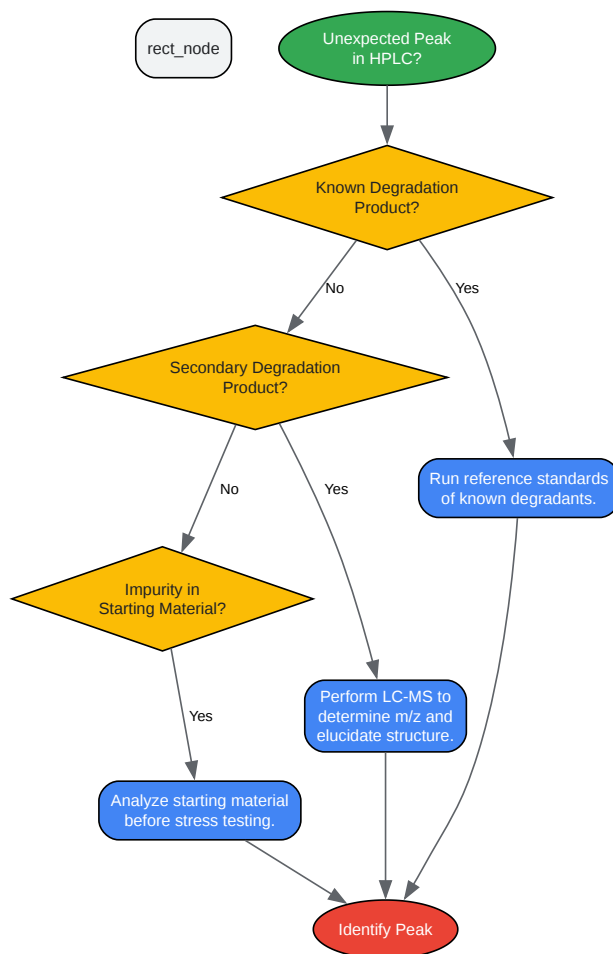 rect_node
Unexpected Peak
in HPLC?
Known Degradation
Product?
No
Yes
Secondary Degradation
Product?
No
Yes
Run reference standards
of known degradants.
Impurity in
Starting Material?
Yes
Perform LC-MS to
determine m/z and
elucidate structure.
Analyze starting material
before stress testing.
Identify Peak